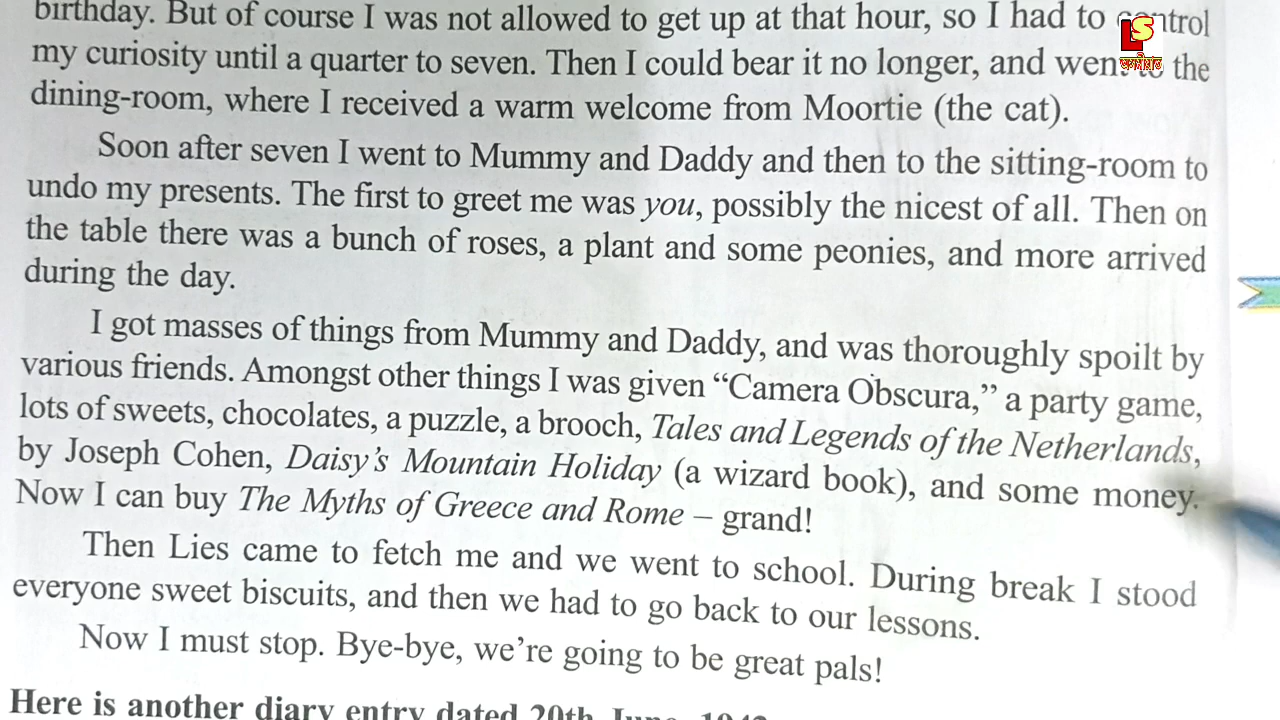 birthday. But of course I was not allowed to get up at that hour, so I had to control
my curiosity until a quarter to seven. Then I could bear it no longer, and went to the
dining-room, where I received a warm welcome from Moortie (the cat).
Soon after seven I went to Mummy and Daddy and then to the sitting-room to
undo my presents. The first to greet me was you, possibly the nicest of all. Then on
the table there was a bunch of roses, a plant and some peonies, and more arrived
during the day.
I got masses of things from Mummy and Daddy, and was thoroughly spoilt by
various friends. Amongst other things I was given “Camera Obscura,” a party game,
lots of sweets, chocolates, a puzzle, a brooch, Tales and Legends of the Netherlands,
by Joseph Cohen, Daisy’s Mountain Holiday (a wizard book), and some money.
Now I can buy The Myths of Greece and Rome – grand!
Then Lies came to fetch me and we went to school. During break I stood
everyone sweet biscuits, and then we had to go back to our lessons.
Now I must stop. Bye-bye, we’re going to be great pals!
Here is another diary entry dated 20th June, 1942
LS